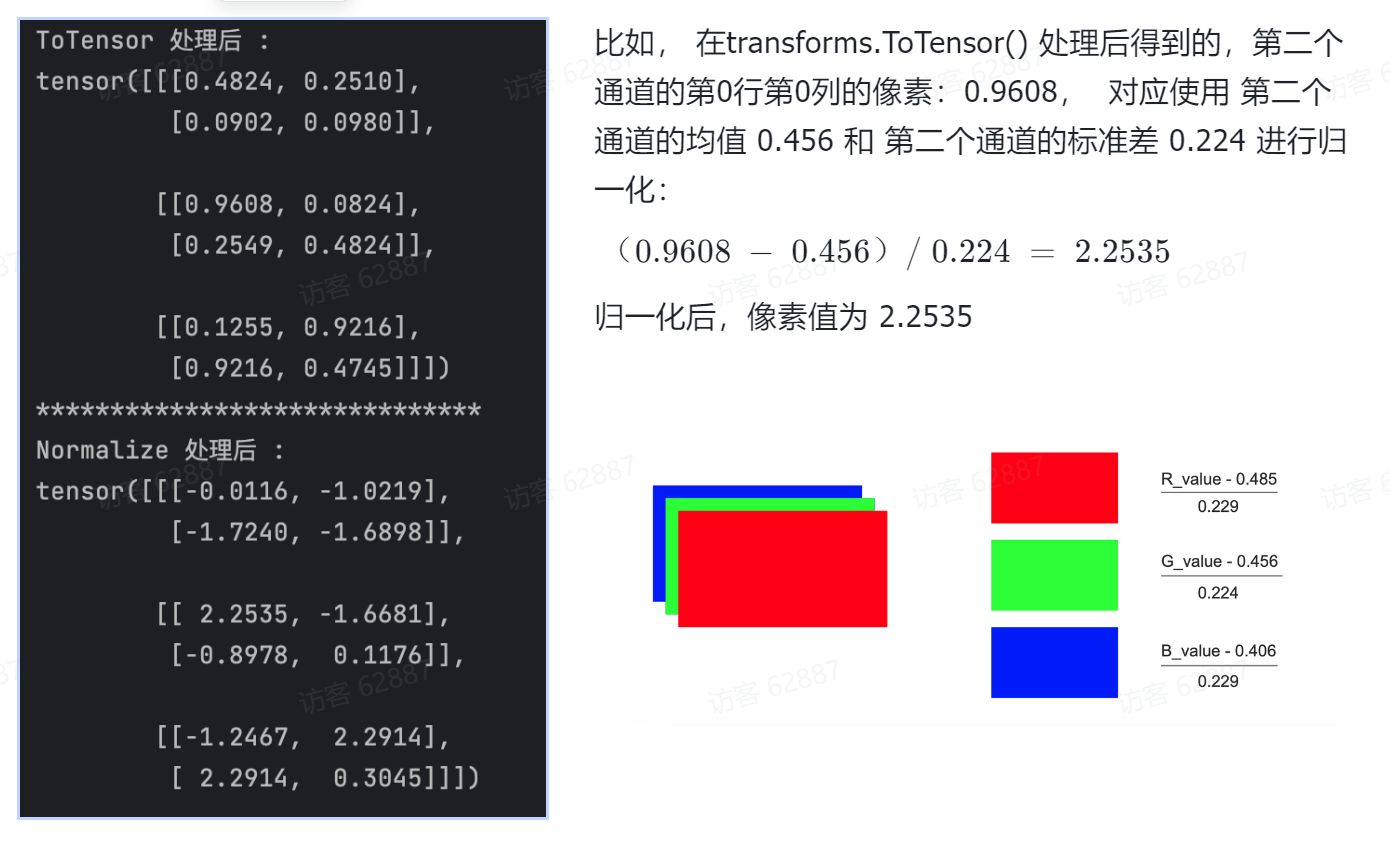 ToTensor 处理后 :
tensor([[[0.4824, 0.2510],
[0.0902, 0.0980]],
[[0.9608, 0.0824],
[0.2549, 0.4824]],
[[0.1255, 0.9216],
[0.9216, 0.4745]]])
******************************
Normalize 处理后 :
tensor([[[-0.0116, -1.0219],
[-1.7240, -1.6898]],
[[ 2.2535, -1.6681],
[-0.8978,  0.1176]],
[[-1.2467,  2.2914],
[ 2.2914,  0.3045]]])
比如， 在transforms.ToTensor() 处理后得到的，第二个
通道的第0行第0列的像素：0.9608， 对应使用 第二个
通道的均值 0.456 和 第二个通道的标准差 0.224 进行归
一化：
（0.9608 − 0.456）/ 0.224 = 2.2535
归一化后，像素值为 2.2535
R_value - 0.485
0.229
G_value - 0.456
0.224
B_value - 0.406
0.229
访客 62887